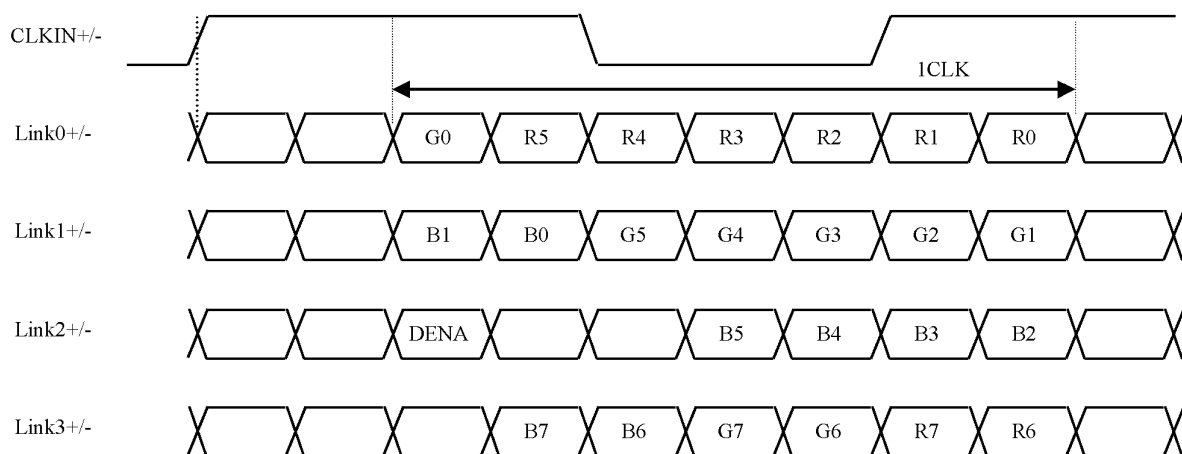 CLKIN+/-
1CLK
Link0+/- G0 R5 R4 R3 R2 R1 R0
Link1+/- B1 B0 G5 G4 G3 G2 G1
Link2+/- DENA B5 B4 B3 B2
Link3+/- B7 B6 G7 G6 R7 R6